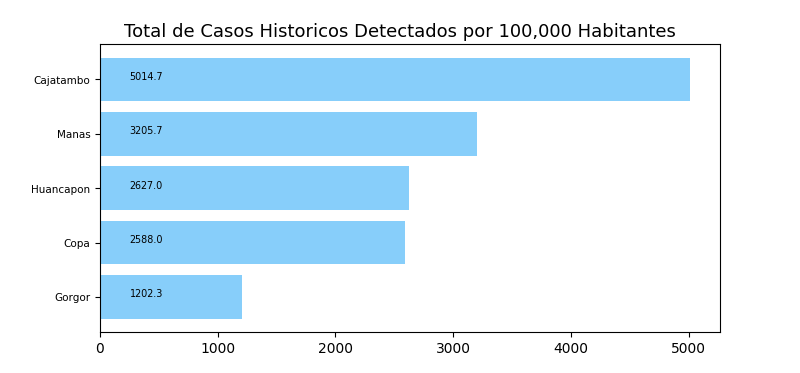 Total de Casos Historicos Detectados por 100,000 Habitantes
Cajatambo 5014.7
Manas 3205.7
Huancapon 2627.0
Copa 2588.0
Gorgor 1202.3
0 1000 2000 3000 4000 5000